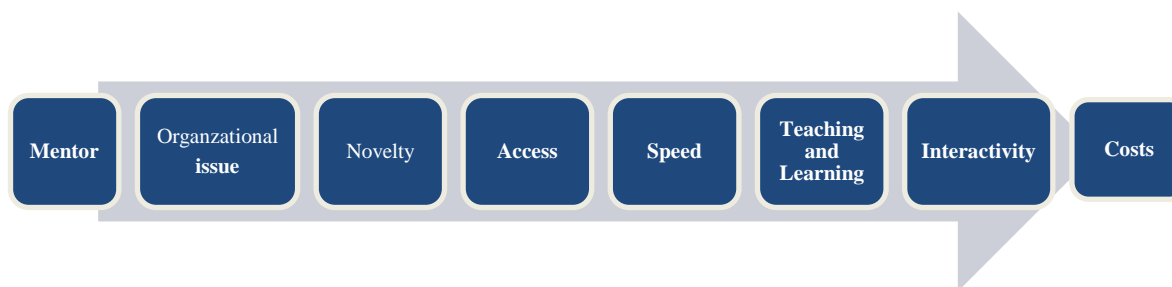 Mentor
Organzational
issue
Novelty
Access
Speed
Teaching
and
Learning
Interactivity
Costs